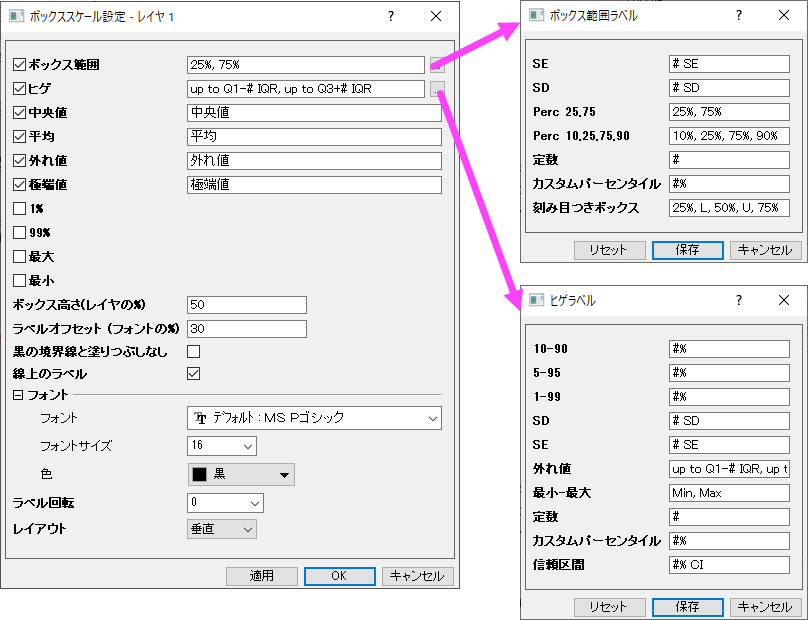 ボックススケール設定 - レイヤ 1
?
ボックス範囲 25%, 75% ...
ヒゲ up to Q1-# IQR, up to Q3+# IQR
中央値 中央値
平均 平均
外れ値 外れ値
極端値 極端値
1%
99%
最大
最小
ボックス高さ(レイヤの%) 50
ラベルオフセット (フォントの%) 30
黒の境界線と塗りつぶしなし
線上のラベル
フォント
フォント デフォルト : MS Pゴシック
フォントサイズ 16
色 黒
ラベル回転 0
レイアウト 垂直
適用 OK キャンセル
ボックス範囲ラベル
?
SE # SE
SD # SD
Perc 25,75 25%, 75%
Perc 10,25,75,90 10%, 25%, 75%, 90%
定数 #
カスタムパーセンタイル #%
刻み目つきボックス 25%, L, 50%, U, 75%
リセット 保存 キャンセル
ヒゲラベル
?
10-90 #%
5-95 #%
1-99 #%
SD # SD
SE # SE
外れ値 up to Q1-# IQR, up t
最小-最大 Min, Max
定数 #
カスタムパーセンタイル #%
信頼区間 #% CI
リセット 保存 キャンセル